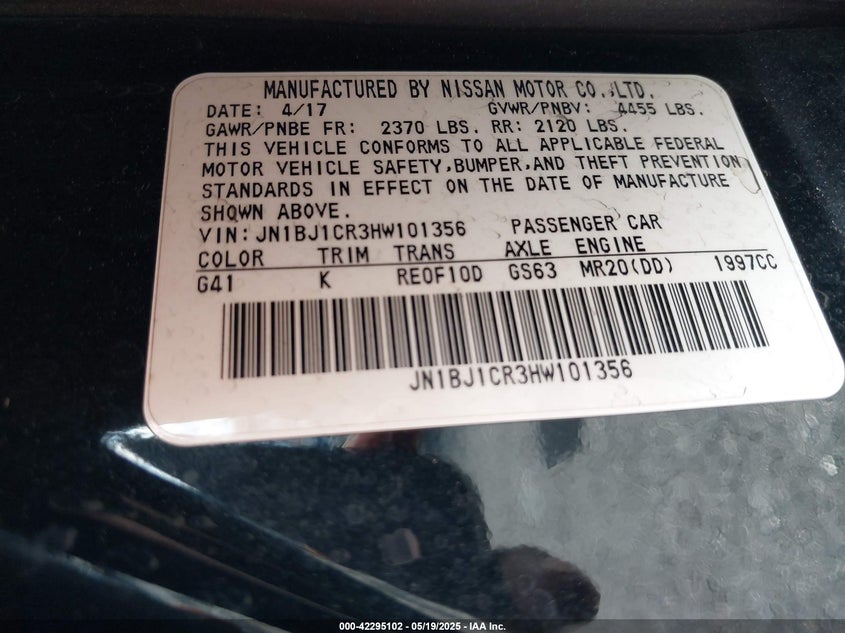 MANUFACTURED BY NISSAN MOTOR CO.,LTD.
DATE: 4/17 GVWR/PNBV: 4455 LBS.
GAWR/PNBE FR: 2370 LBS. RR: 2120 LBS.
THIS VEHICLE CONFORMS TO ALL APPLICABLE FEDERAL
MOTOR VEHICLE SAFETY,BUMPER,AND THEFT PREVENTION
STANDARDS IN EFFECT ON THE DATE OF MANUFACTURE
SHOWN ABOVE.
VIN: JN1BJ1CR3HW101356 PASSENGER CAR
COLOR TRIM TRANS AXLE ENGINE
G41 K RE0F10D GS63 MR20(DD) 1997CC
JN1BJ1CR3HW101356
000-42295102 - 05/19/2025 - IAA Inc.